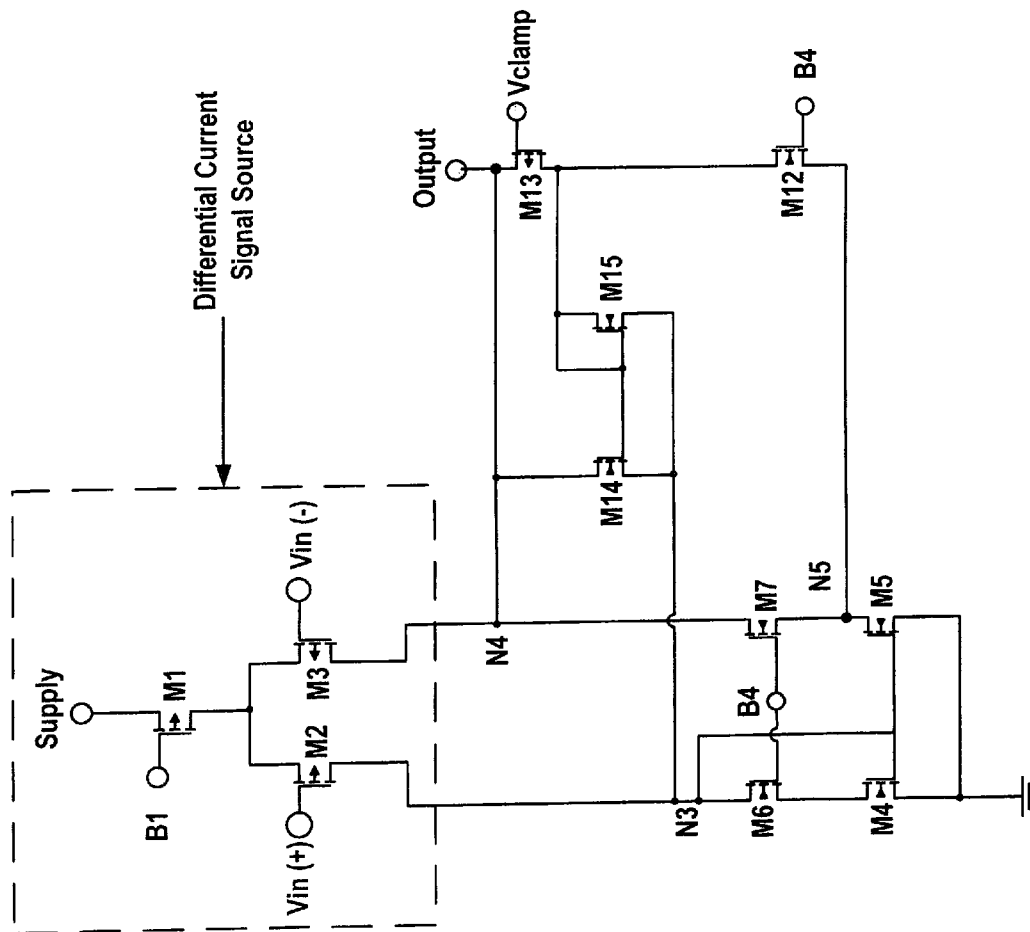 Differential Current
Signal Source
Supply
B1
M1
Vin (+)
M2
M3
Vin (-)
Output
Vclamp
M13
M15
M14
M12
B4
N4
N3
N5
M7
B4
M6
M5
M4